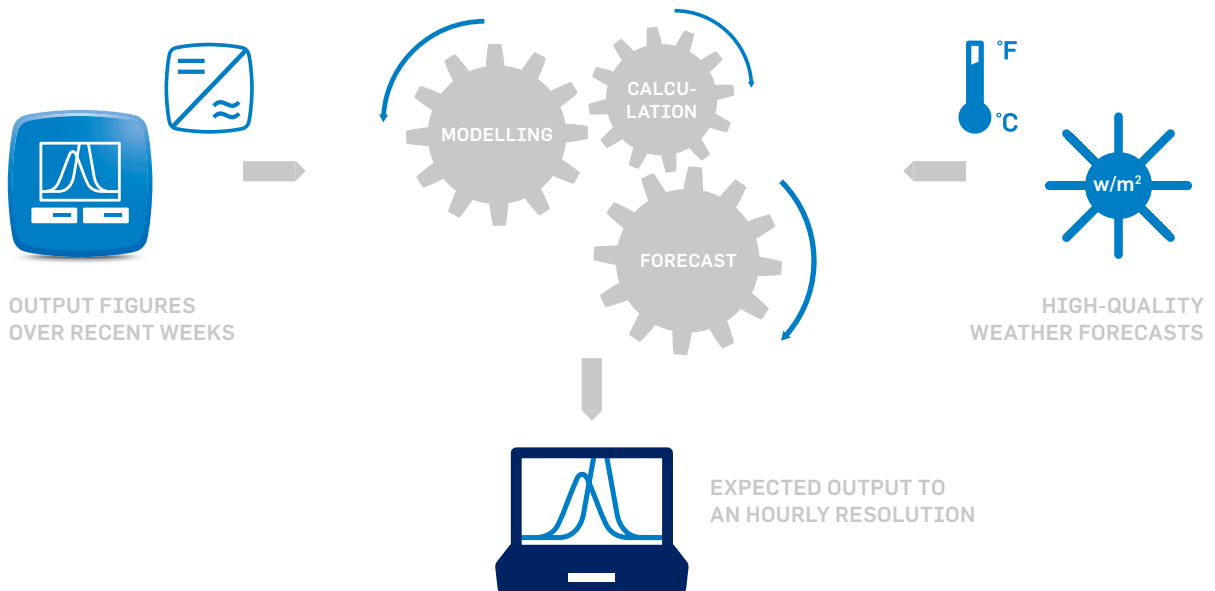 CALCU-
LATION
MODELLING
FORECAST
°F
°C
w/m²
OUTPUT FIGURES
OVER RECENT WEEKS
HIGH-QUALITY
WEATHER FORECASTS
EXPECTED OUTPUT TO
AN HOURLY RESOLUTION